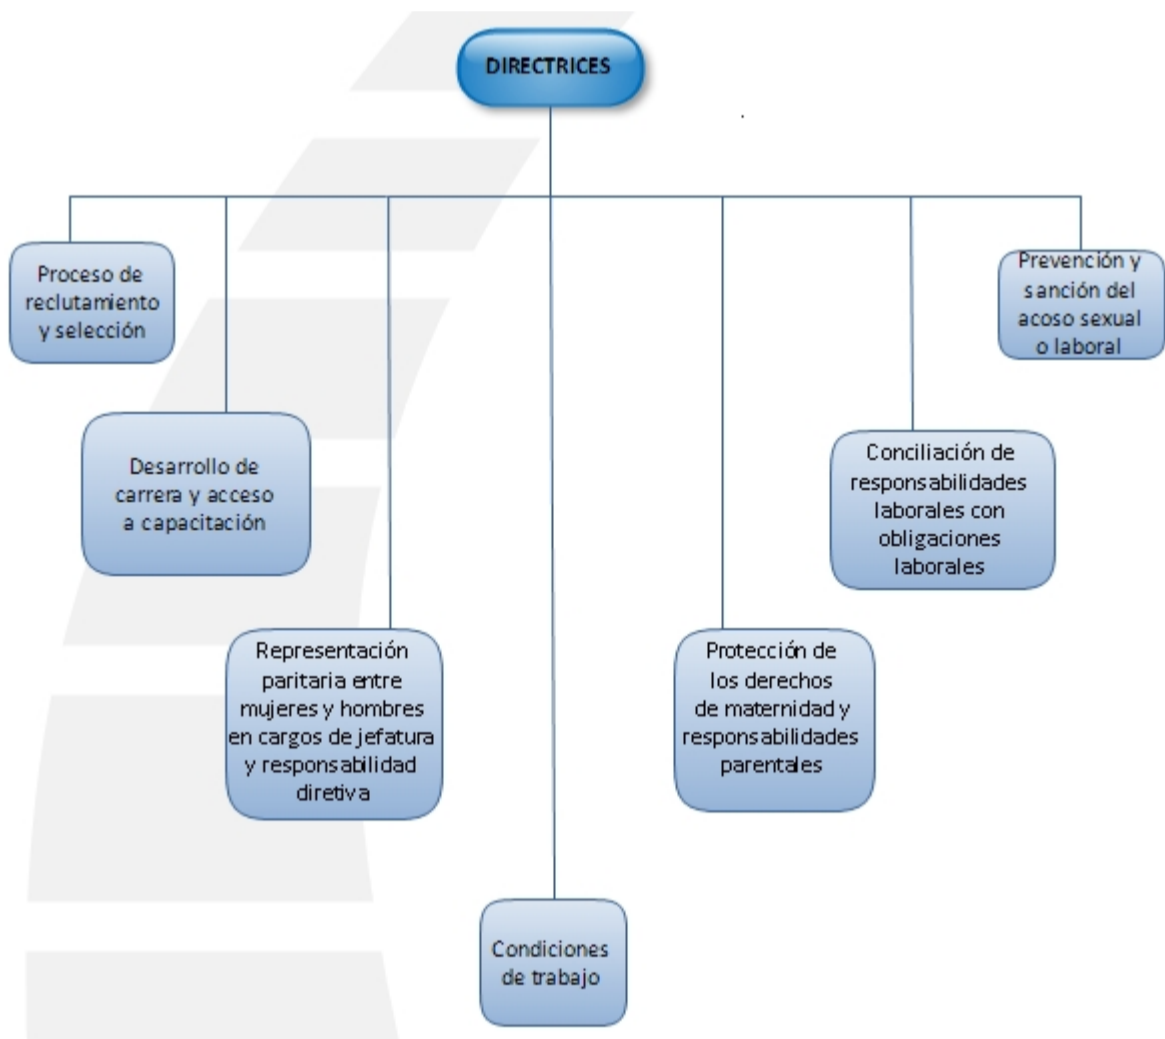 DIRECTRICES
Proceso de
reclutamiento
y selección
Desarrollo de
carrera y acceso
a capacitación
Representación
paritaria entre
mujeres y hombres
en cargos de jefatura
y responsabilidad
diretiva
Condiciones
de trabajo
Protección de
los derechos
de maternidad y
responsabilidades
parentales
Conciliación de
responsabilidades
laborales con
obligaciones
laborales
Prevención y
sanción del
acoso sexual
o laboral